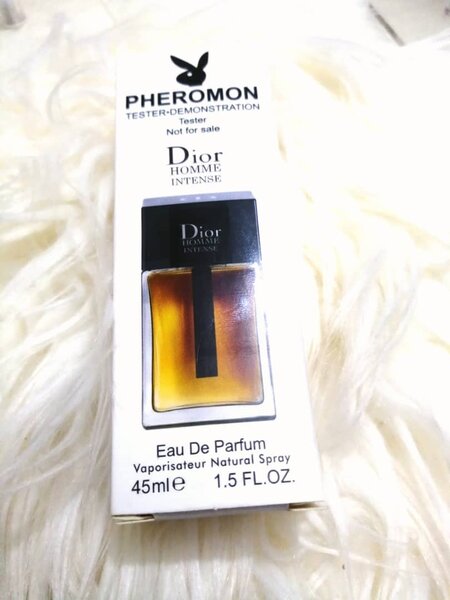 PHEROMON
TESTER•DEMONSTRATION
Tester
Not for sale
Dior
HOMME
INTENSE
Dior
HOMME
INTENSE
Eau De Parfum
Vaporisateur Natural Spray
45ml℮ 1.5 FL.OZ.